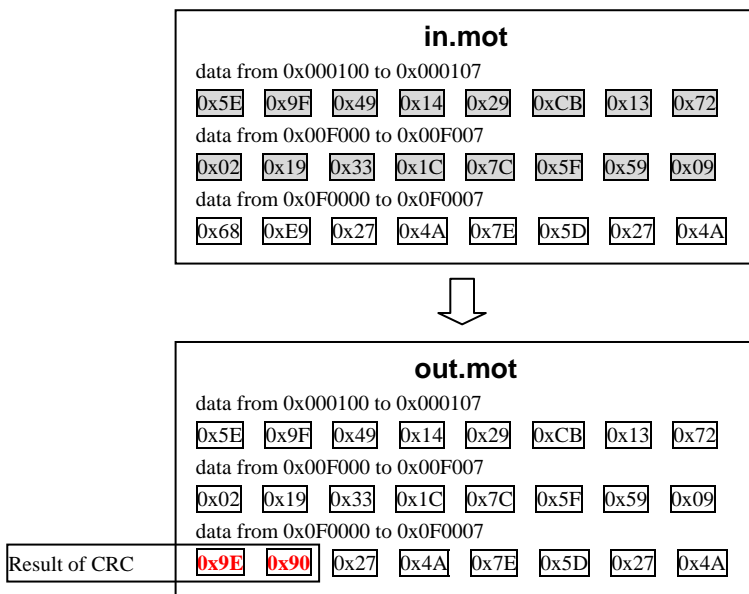 in.mot
data from 0x000100 to 0x000107
0x5E 0x9F 0x49 0x14 0x29 0xCB 0x13 0x72
data from 0x00F000 to 0x00F007
0x02 0x19 0x33 0x1C 0x7C 0x5F 0x59 0x09
data from 0x0F0000 to 0x0F0007
0x68 0xE9 0x27 0x4A 0x7E 0x5D 0x27 0x4A
out.mot
data from 0x000100 to 0x000107
0x5E 0x9F 0x49 0x14 0x29 0xCB 0x13 0x72
data from 0x00F000 to 0x00F007
0x02 0x19 0x33 0x1C 0x7C 0x5F 0x59 0x09
data from 0x0F0000 to 0x0F0007
Result of CRC 0x9E 0x90 0x27 0x4A 0x7E 0x5D 0x27 0x4A